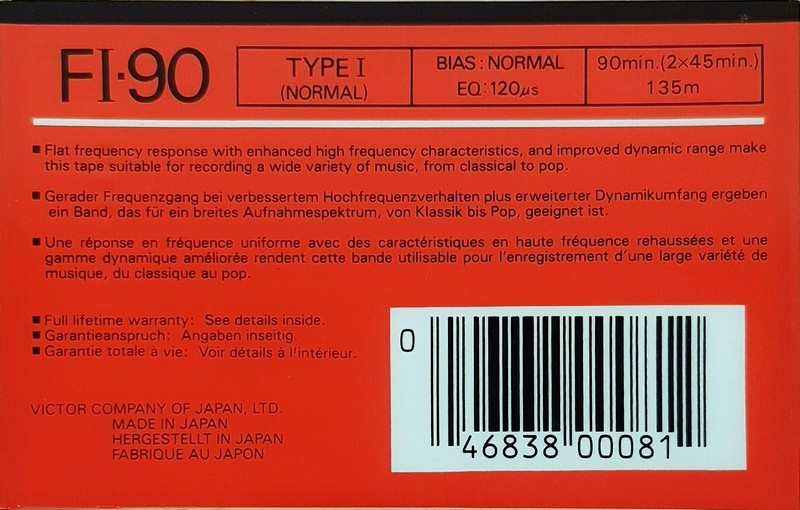 FI·90
TYPE I
(NORMAL)
BIAS : NORMAL
EQ : 120µs
90min.(2×45min.)
135m
■ Flat frequency response with enhanced high frequency characteristics, and improved dynamic range make
this tape suitable for recording a wide variety of music, from classical to pop.
■ Gerader Frequenzgang bei verbessertem Hochfrequenzverhalten plus erweiterter Dynamikumfang ergeben
ein Band, das für ein breites Aufnahmespektrum, von Klassik bis Pop, geeignet ist.
■ Une réponse en fréquence uniforme avec des caractéristiques en haute fréquence rehaussées et une
gamme dynamique améliorée rendent cette bande utilisable pour l'enregistrement d'une large variété de
musique, du classique au pop.
■ Full lifetime warranty: See details inside.
■ Garantieanspruch: Angaben inseitig.
■ Garantie totale à vie: Voir détails à l'intérieur.
VICTOR COMPANY OF JAPAN, LTD.
MADE IN JAPAN
HERGESTELLT IN JAPAN
FABRIQUE AU JAPON
0 46838 00081